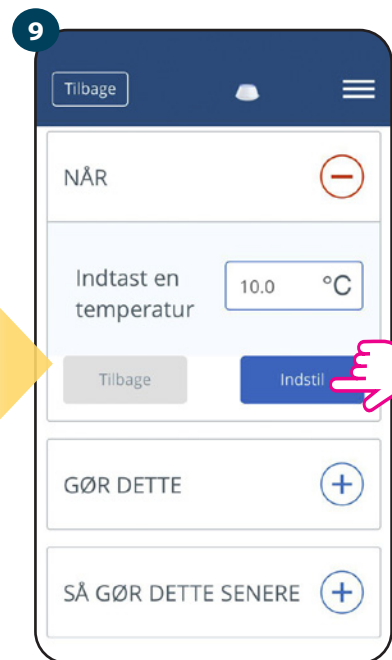 9
Tilbage
NÅR
Indtast en
temperatur
10.0 °C
Tilbage
Indstil
GØR DETTE
SÅ GØR DETTE SENERE